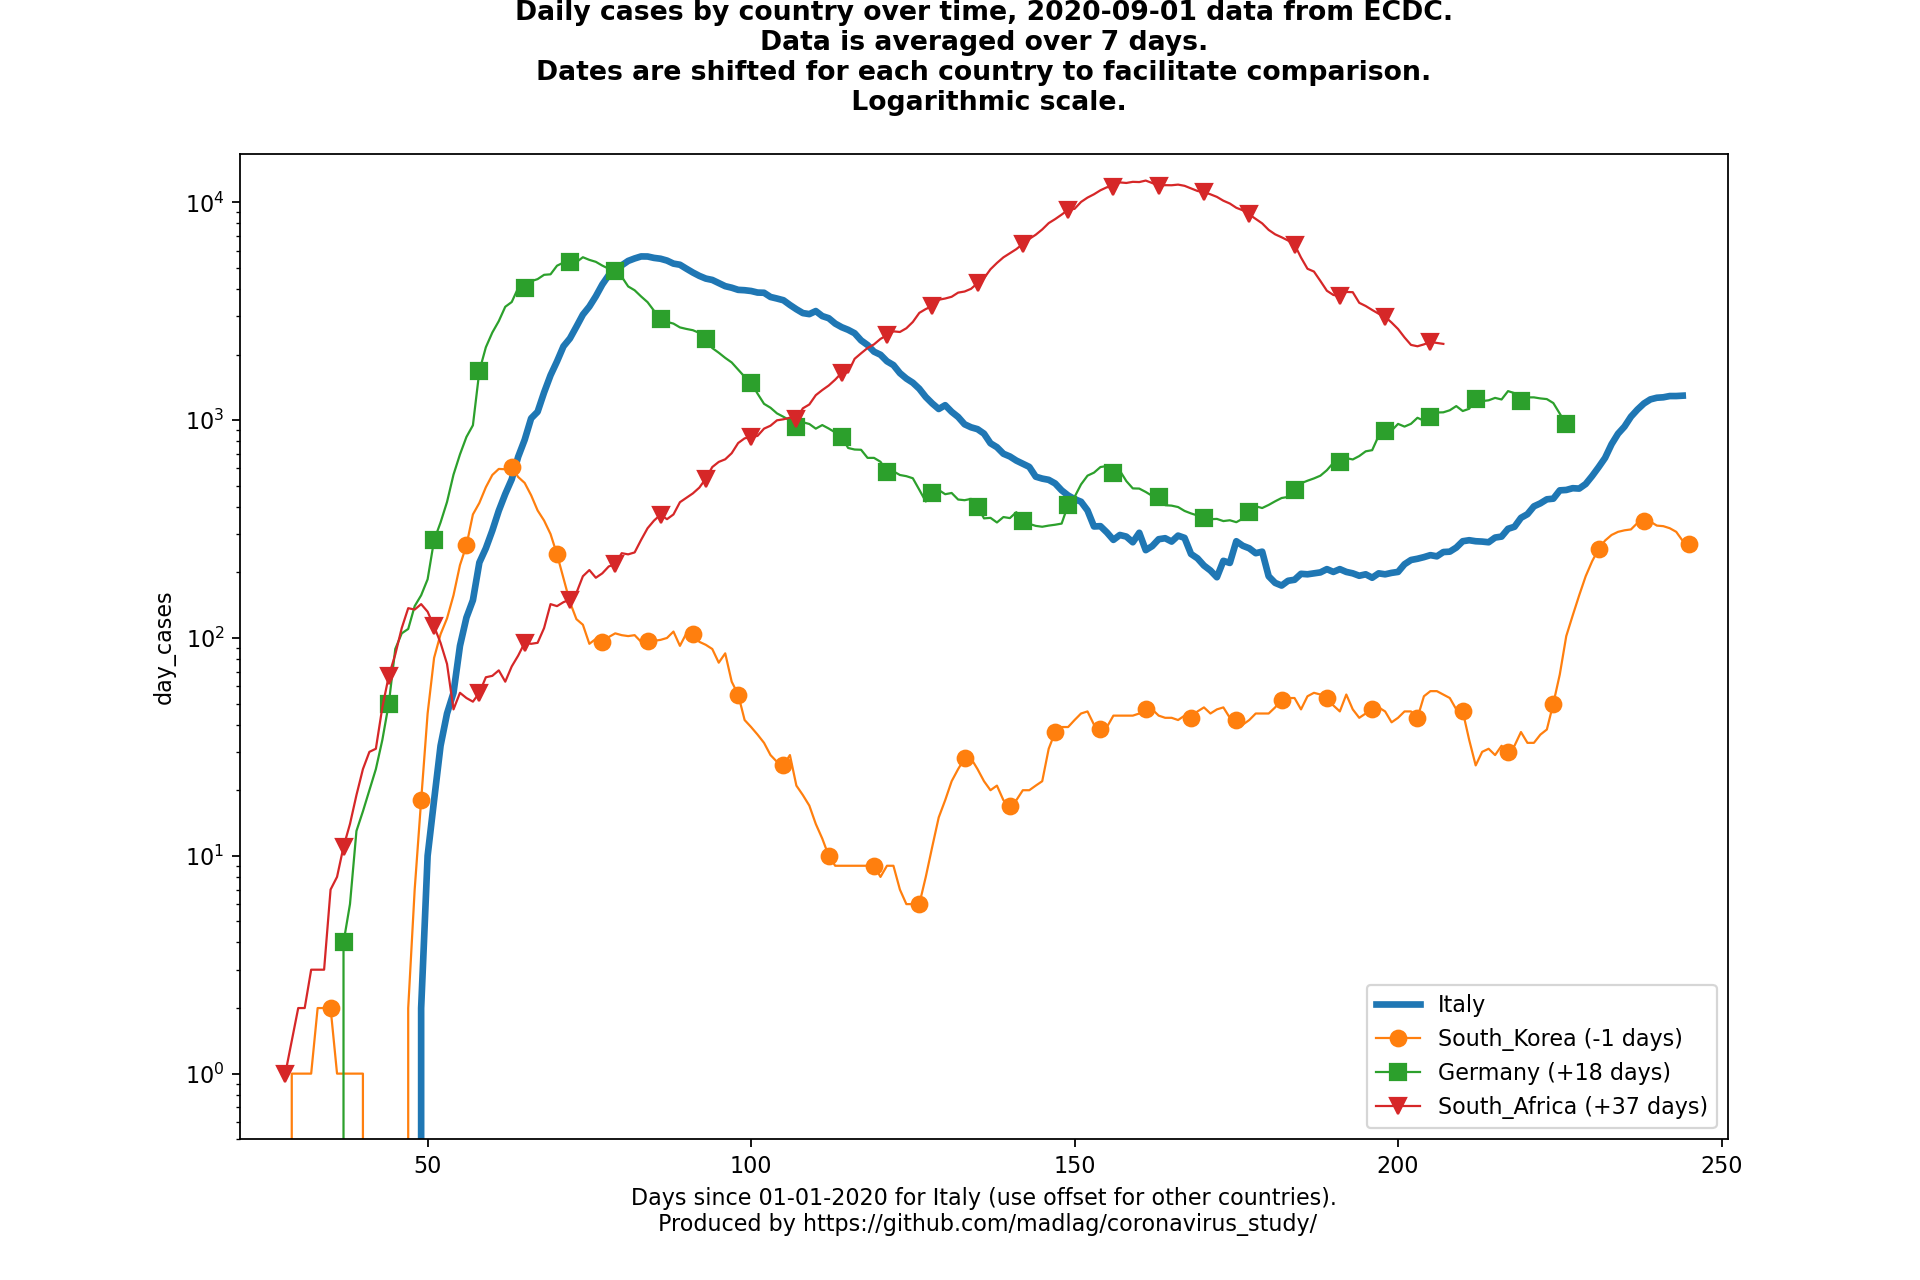 Daily cases by country over time, 2020-09-01 data from ECDC.
Data is averaged over 7 days.
Dates are shifted for each country to facilitate comparison.
Logarithmic scale.
day_cases
10^4
10^3
10^2
10^1
10^0
Italy
South_Korea (-1 days)
Germany (+18 days)
South_Africa (+37 days)
50 100 150 200 250
Days since 01-01-2020 for Italy (use offset for other countries).
Produced by https://github.com/madlag/coronavirus_study/